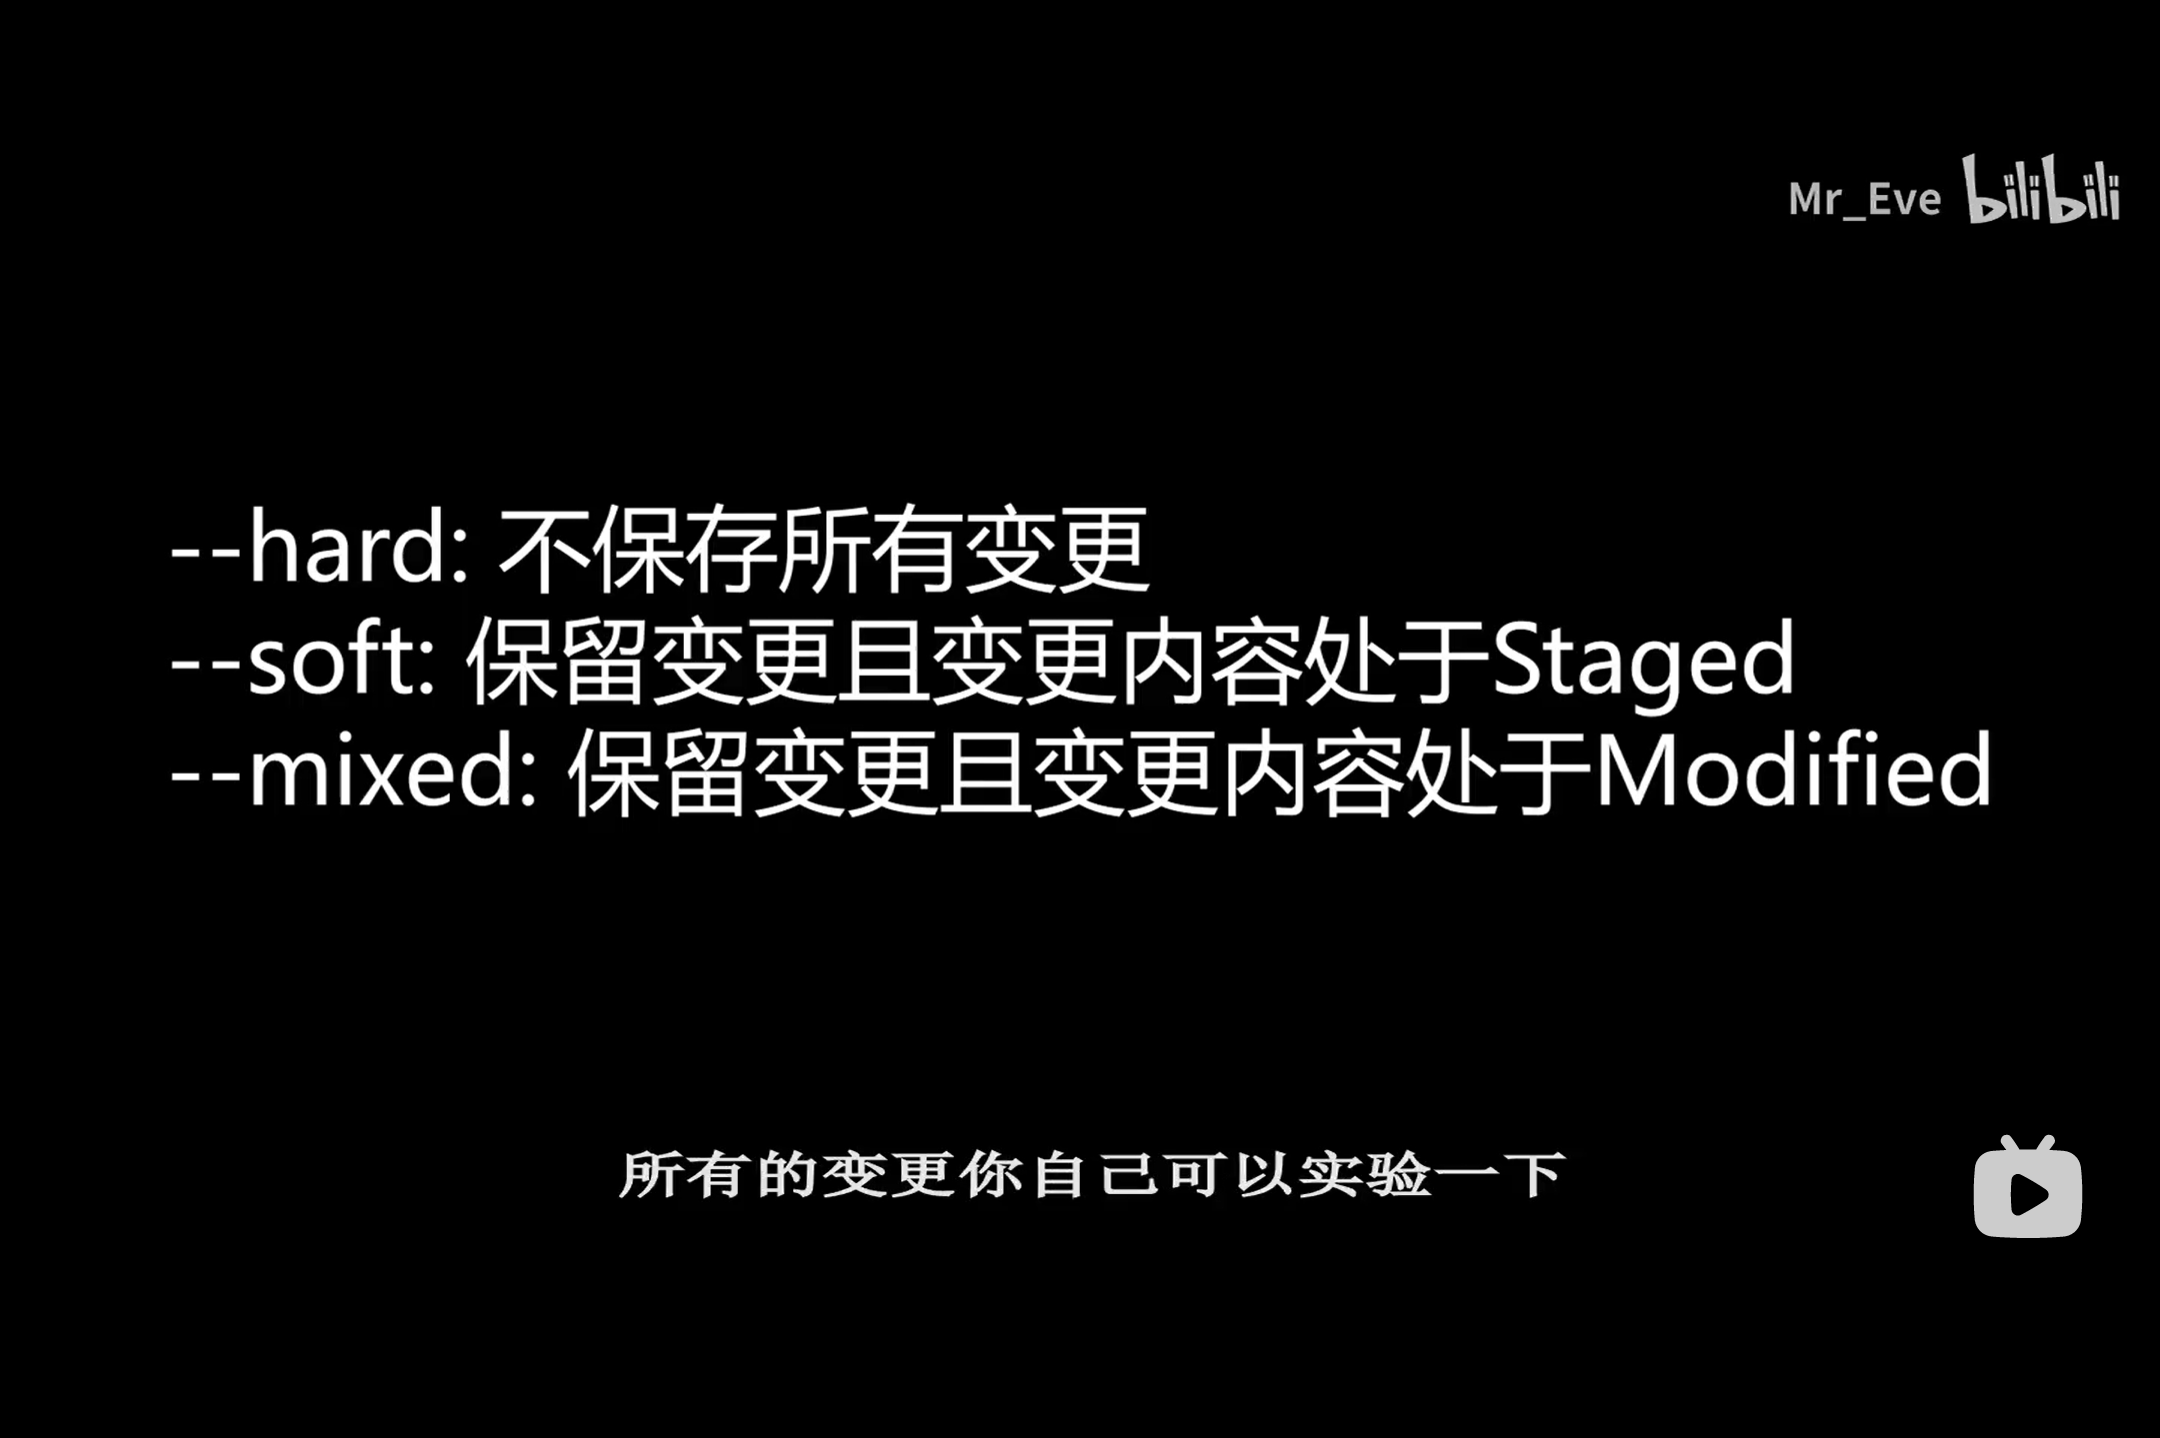 Mr_Eve bilibili
--hard: 不保存所有变更
--soft: 保留变更且变更内容处于Staged
--mixed: 保留变更且变更内容处于Modified
所有的变更你自己可以实验一下